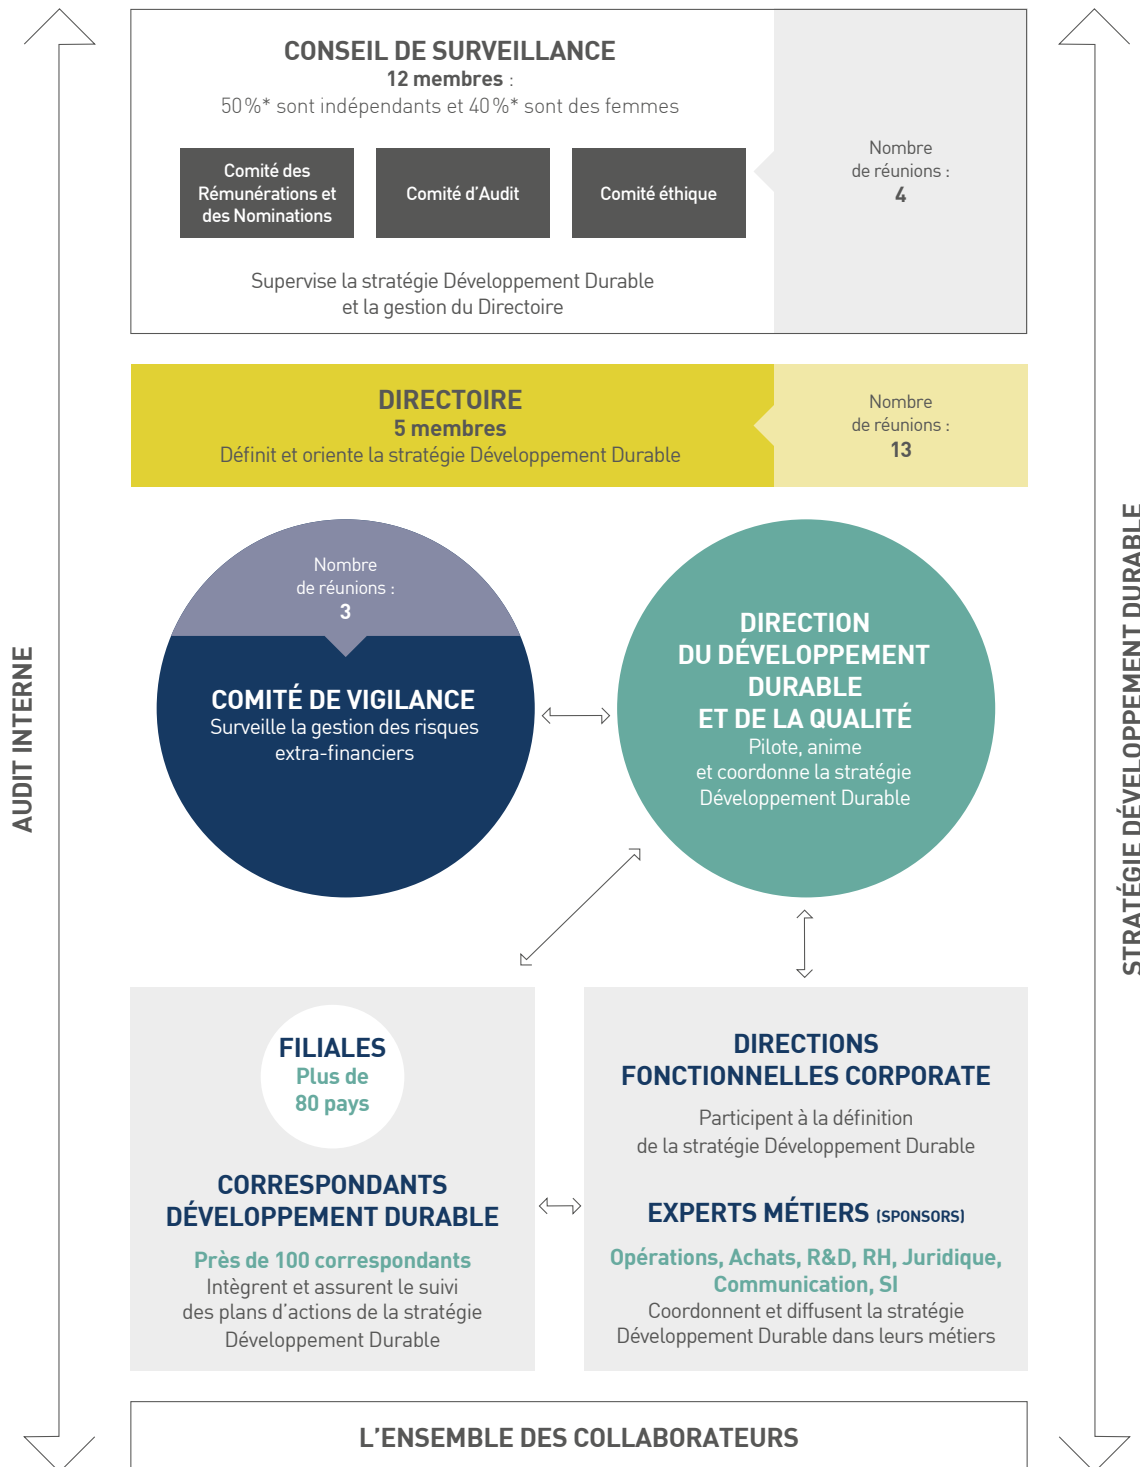 CONSEIL DE SURVEILLANCE
12 membres :
50%* sont indépendants et 40%* sont des femmes
Comité des
Rémunérations et
des Nominations
Comité d'Audit
Comité éthique
Supervise la stratégie Développement Durable
et la gestion du Directoire
Nombre
de réunions :
4
DIRECTOIRE
5 membres
Définit et oriente la stratégie Développement Durable
Nombre
de réunions :
13
AUDIT INTERNE
Nombre
de réunions :
3
COMITÉ DE VIGILANCE
Surveille la gestion des risques
extra-financiers
DIRECTION
DU DÉVELOPPEMENT
DURABLE
ET DE LA QUALITÉ
Pilote, anime
et coordonne la stratégie
Développement Durable
STRATÉGIE DÉVELOPPEMENT DURABLE
FILIALES
Plus de
80 pays
CORRESPONDANTS
DÉVELOPPEMENT DURABLE
Près de 100 correspondants
Intègrent et assurent le suivi
des plans d'actions de la stratégie
Développement Durable
DIRECTIONS
FONCTIONNELLES CORPORATE
Participent à la définition
de la stratégie Développement Durable
EXPERTS MÉTIERS (SPONSORS)
Opérations, Achats, R&D, RH, Juridique,
Communication, SI
Coordonnent et diffusent la stratégie
Développement Durable dans leurs métiers
L'ENSEMBLE DES COLLABORATEURS